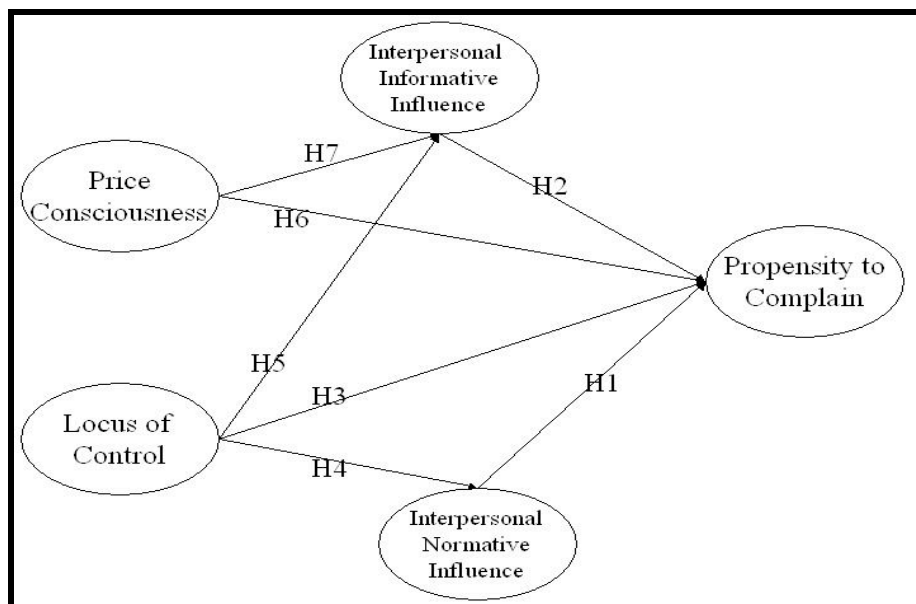 Interpersonal
Informative
Influence
H7
H2
Price
Consciousness
H6
Propensity to
Complain
H5
H3
H1
Locus of
Control
H4
Interpersonal
Normative
Influence